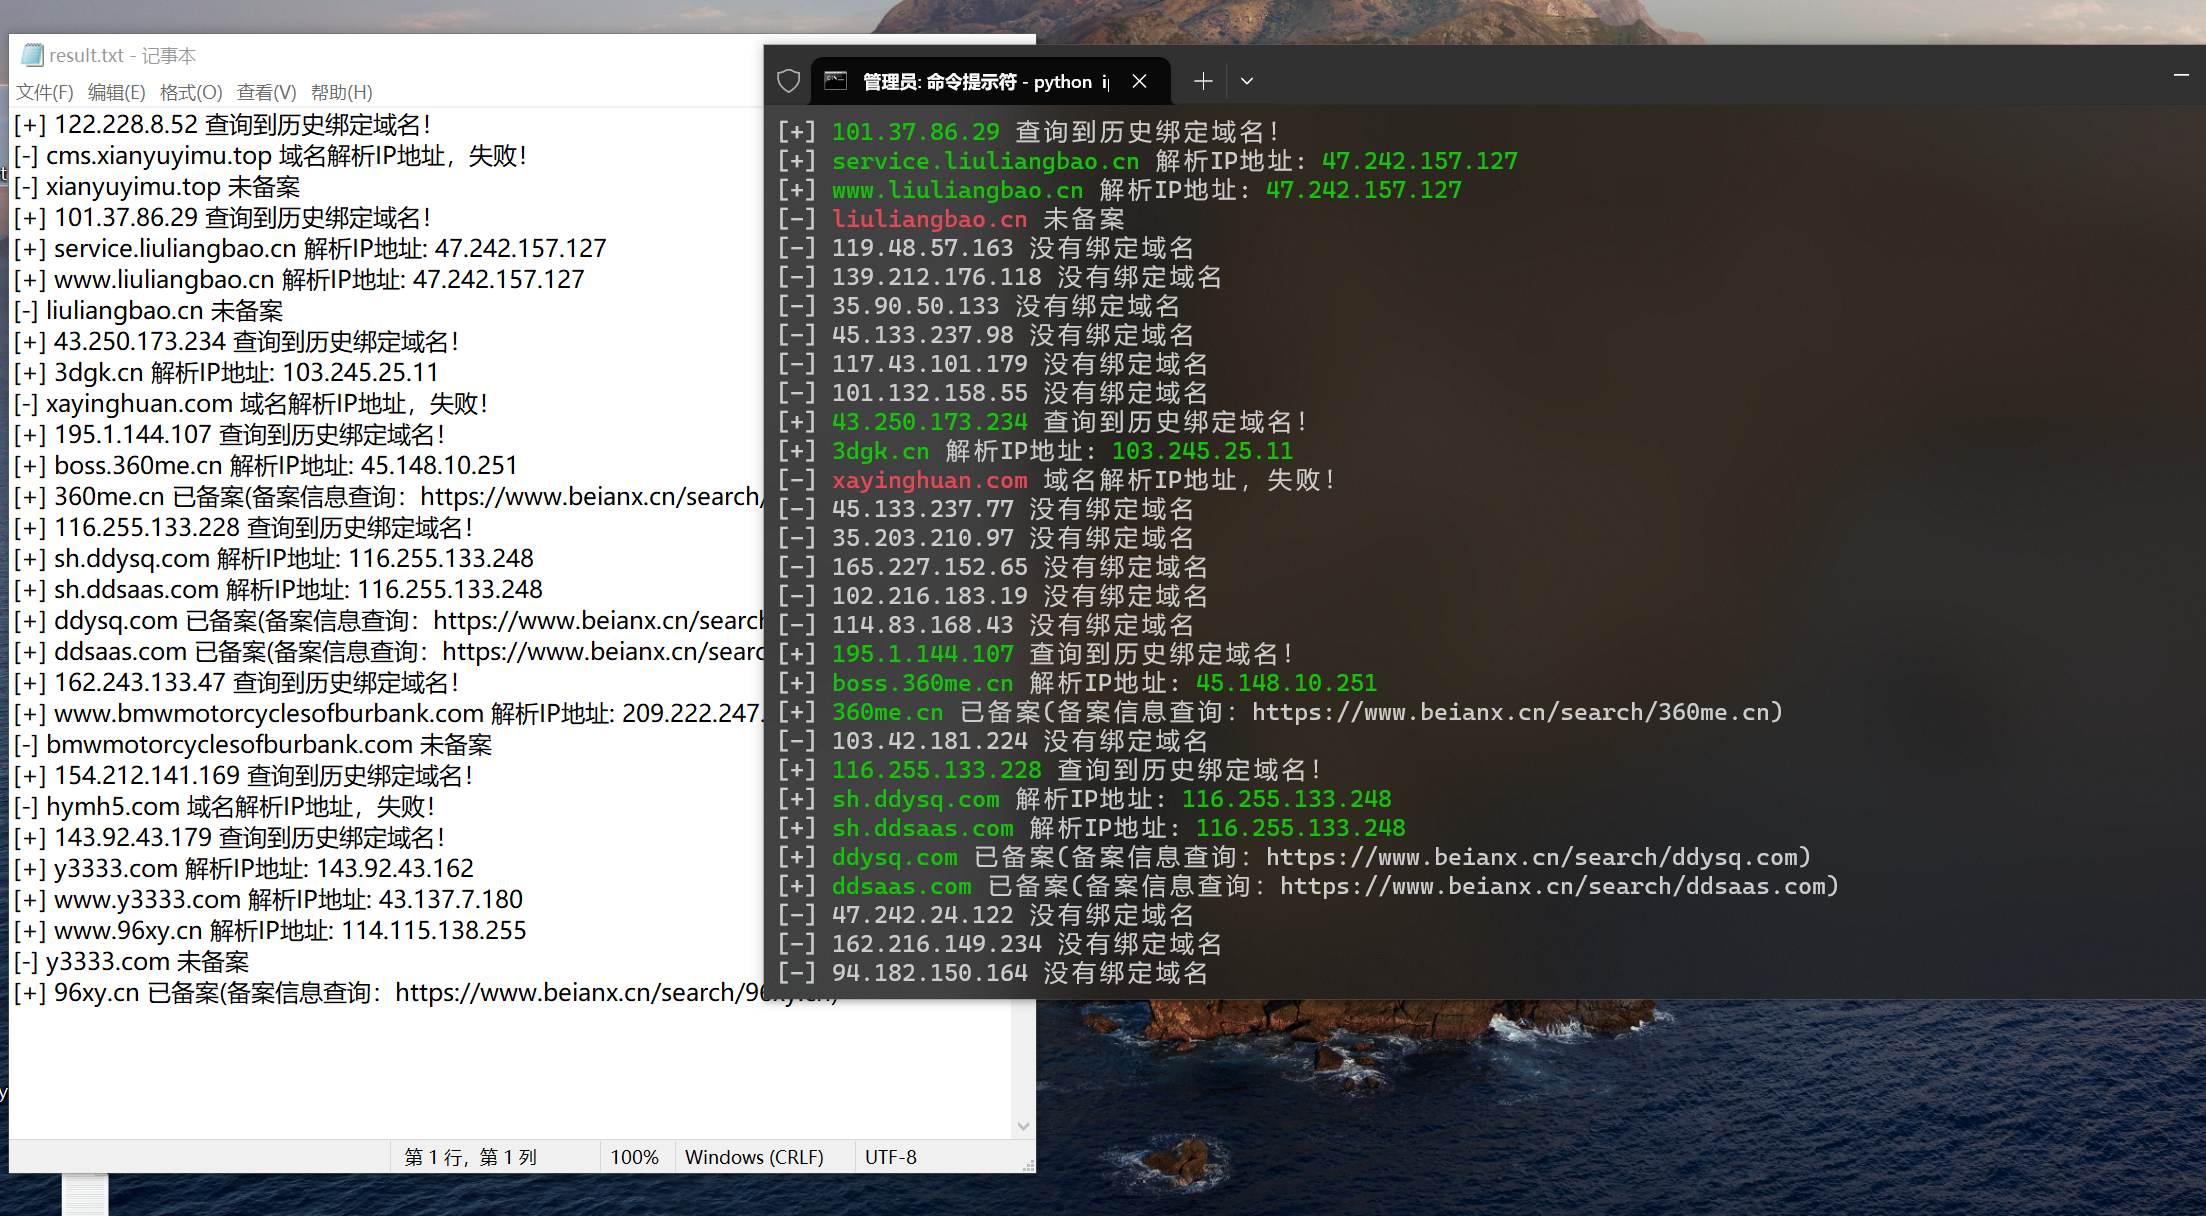 result.txt - 记事本
文件(F) 编辑(E) 格式(O) 查看(V) 帮助(H)
[+] 122.228.8.52 查询到历史绑定域名!
[-] cms.xianyuyimu.top 域名解析IP地址，失败!
[-] xianyuyimu.top 未备案
[+] 101.37.86.29 查询到历史绑定域名!
[+] service.liuliangbao.cn 解析IP地址: 47.242.157.127
[+] www.liuliangbao.cn 解析IP地址: 47.242.157.127
[-] liuliangbao.cn 未备案
[+] 43.250.173.234 查询到历史绑定域名!
[+] 3dgk.cn 解析IP地址: 103.245.25.11
[-] xayinghuan.com 域名解析IP地址，失败!
[+] 195.1.144.107 查询到历史绑定域名!
[+] boss.360me.cn 解析IP地址: 45.148.10.251
[+] 360me.cn 已备案(备案信息查询：https://www.beianx.cn/search/
[+] 116.255.133.228 查询到历史绑定域名!
[+] sh.ddysq.com 解析IP地址: 116.255.133.248
[+] sh.ddsaas.com 解析IP地址: 116.255.133.248
[+] ddysq.com 已备案(备案信息查询：https://www.beianx.cn/search
[+] ddsaas.com 已备案(备案信息查询：https://www.beianx.cn/searc
[+] 162.243.133.47 查询到历史绑定域名!
[+] www.bmwmotorcyclesofburbank.com 解析IP地址: 209.222.247.
[-] bmwmotorcyclesofburbank.com 未备案
[+] 154.212.141.169 查询到历史绑定域名!
[-] hymh5.com 域名解析IP地址，失败!
[+] 143.92.43.179 查询到历史绑定域名!
[+] y3333.com 解析IP地址: 143.92.43.162
[+] www.y3333.com 解析IP地址: 43.137.7.180
[+] www.96xy.cn 解析IP地址: 114.115.138.255
[-] y3333.com 未备案
[+] 96xy.cn 已备案(备案信息查询：https://www.beianx.cn/search/96xy.cn)
第 1 行，第 1 列 100% Windows (CRLF) UTF-8
管理员: 命令提示符 - python i
[+] 101.37.86.29 查询到历史绑定域名!
[+] service.liuliangbao.cn 解析IP地址: 47.242.157.127
[+] www.liuliangbao.cn 解析IP地址: 47.242.157.127
[-] liuliangbao.cn 未备案
[-] 119.48.57.163 没有绑定域名
[-] 139.212.176.118 没有绑定域名
[-] 35.90.50.133 没有绑定域名
[-] 45.133.237.98 没有绑定域名
[-] 117.43.101.179 没有绑定域名
[-] 101.132.158.55 没有绑定域名
[+] 43.250.173.234 查询到历史绑定域名!
[+] 3dgk.cn 解析IP地址: 103.245.25.11
[-] xayinghuan.com 域名解析IP地址，失败!
[-] 45.133.237.77 没有绑定域名
[-] 35.203.210.97 没有绑定域名
[-] 165.227.152.65 没有绑定域名
[-] 102.216.183.19 没有绑定域名
[-] 114.83.168.43 没有绑定域名
[+] 195.1.144.107 查询到历史绑定域名!
[+] boss.360me.cn 解析IP地址: 45.148.10.251
[+] 360me.cn 已备案(备案信息查询：https://www.beianx.cn/search/360me.cn)
[-] 103.42.181.224 没有绑定域名
[+] 116.255.133.228 查询到历史绑定域名!
[+] sh.ddysq.com 解析IP地址: 116.255.133.248
[+] sh.ddsaas.com 解析IP地址: 116.255.133.248
[+] ddysq.com 已备案(备案信息查询：https://www.beianx.cn/search/ddysq.com)
[+] ddsaas.com 已备案(备案信息查询：https://www.beianx.cn/search/ddsaas.com)
[-] 47.242.24.122 没有绑定域名
[-] 162.216.149.234 没有绑定域名
[-] 94.182.150.164 没有绑定域名